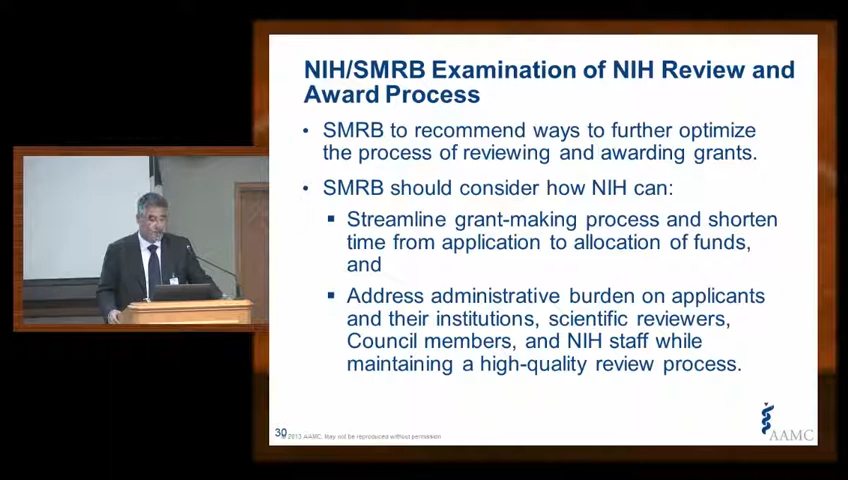 NIH/SMRB Examination of NIH Review and
Award Process
• SMRB to recommend ways to further optimize
the process of reviewing and awarding grants.
• SMRB should consider how NIH can:
▪ Streamline grant-making process and shorten
time from application to allocation of funds,
and
▪ Address administrative burden on applicants
and their institutions, scientific reviewers,
Council members, and NIH staff while
maintaining a high-quality review process.
30
© 2012 AAMC. May not be reproduced without permission
AAMC